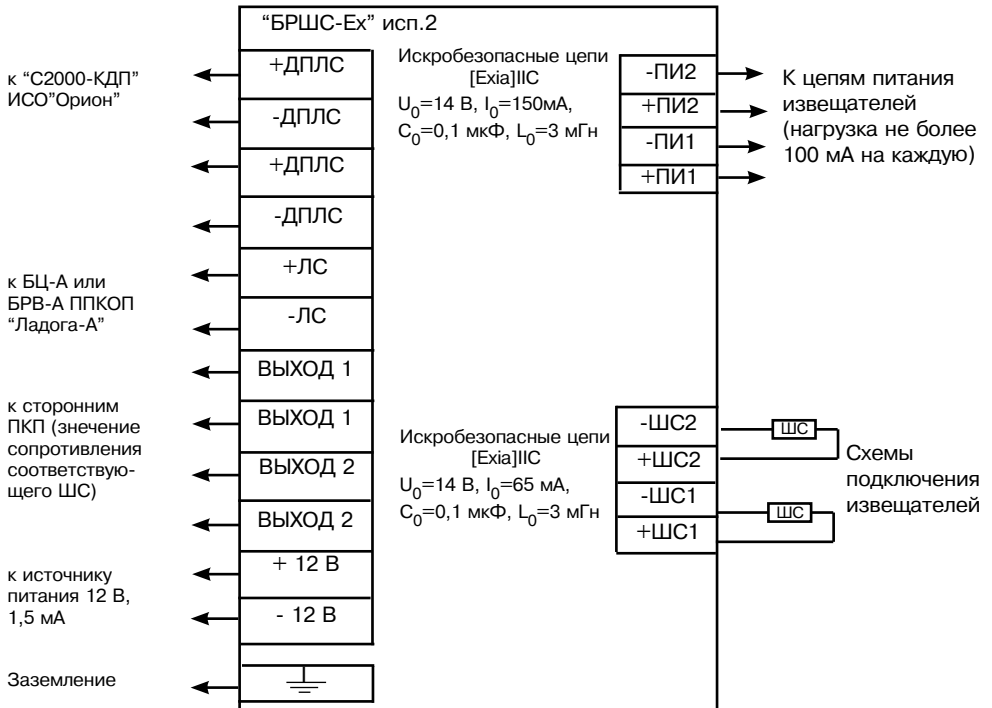 “БРШС-Ex” исп.2
к “С2000-КДП”
ИСО”Орион”
+ДПЛС
-ДПЛС
+ДПЛС
-ДПЛС
к БЦ-А или
БРВ-А ППКОП
“Ладога-А”
+ЛС
-ЛС
ВЫХОД 1
к сторонним
ПКП (знечение
сопротивления
соответствую-
щего ШС)
ВЫХОД 1
ВЫХОД 2
ВЫХОД 2
к источнику
питания 12 В,
1,5 мА
+ 12 В
- 12 В
Заземление
Искробезопасные цепи
[Exia]IIC
U0=14 В, I0=150мА,
C0=0,1 мкФ, L0=3 мГн
-ПИ2
+ПИ2
-ПИ1
+ПИ1
К цепям питания
извещателей
(нагрузка не более
100 мА на каждую)
Искробезопасные цепи
[Exia]IIC
U0=14 В, I0=65 мА,
C0=0,1 мкФ, L0=3 мГн
-ШС2
+ШС2
-ШС1
+ШС1
ШС
ШС
Схемы
подключения
извещателей